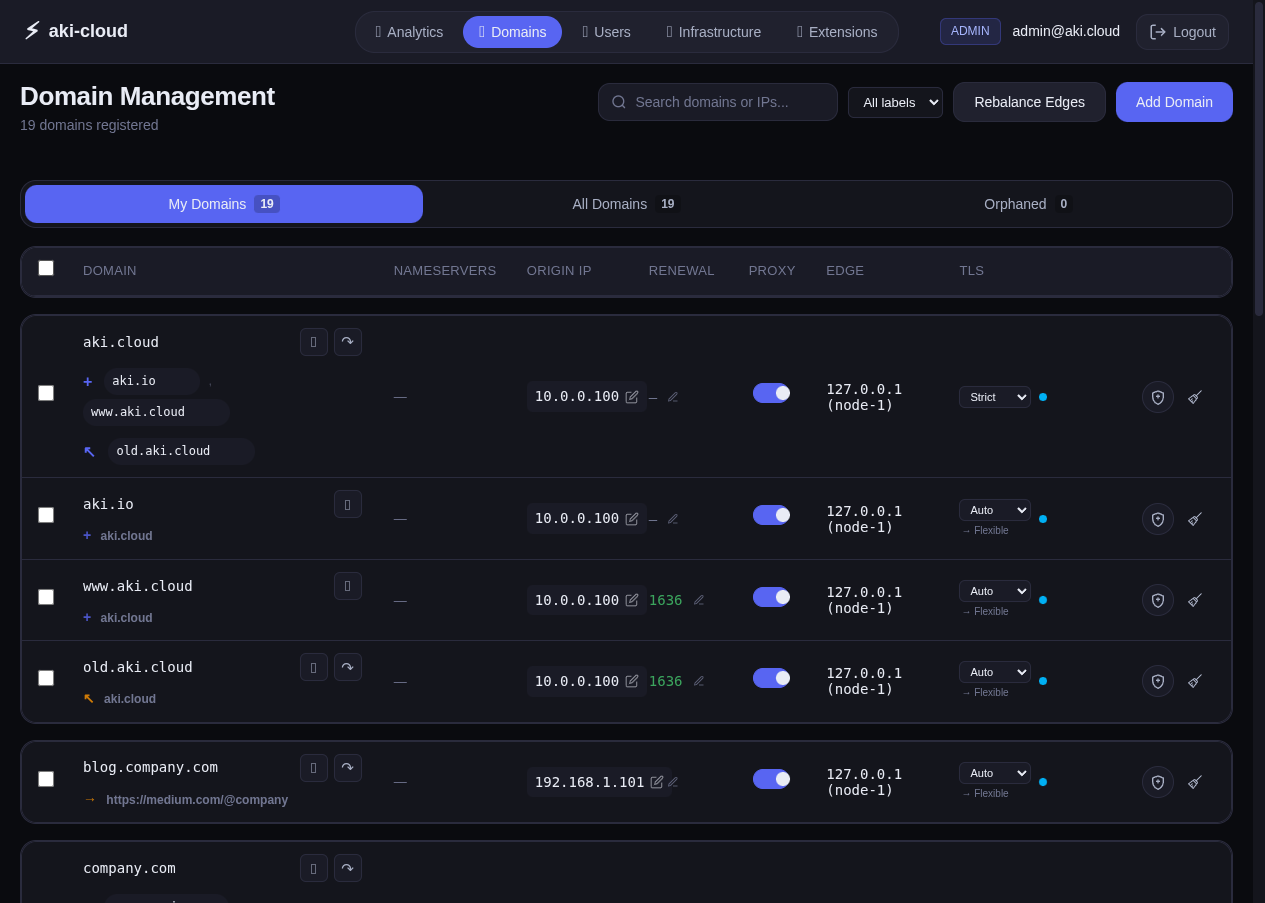 aki-cloud
Analytics
Domains
Users
Infrastructure
Extensions
ADMIN
admin@aki.cloud
Logout
Domain Management
19 domains registered
Search domains or IPs...
All labels
Rebalance Edges
Add Domain
My Domains 19
All Domains 19
Orphaned 0
DOMAIN NAMESERVERS ORIGIN IP RENEWAL PROXY EDGE TLS
aki.cloud
+ aki.io
www.aki.cloud
↖ old.aki.cloud
— 10.0.0.100 — 127.0.0.1 (node-1) Strict
aki.io
+ aki.cloud
— 10.0.0.100 — 127.0.0.1 (node-1) Auto
→ Flexible
www.aki.cloud
+ aki.cloud
— 10.0.0.100 1636 127.0.0.1 (node-1) Auto
→ Flexible
old.aki.cloud
↖ aki.cloud
— 10.0.0.100 1636 127.0.0.1 (node-1) Auto
→ Flexible
blog.company.com
→ https://medium.com/@company
— 192.168.1.101 127.0.0.1 (node-1) Auto
→ Flexible
company.com